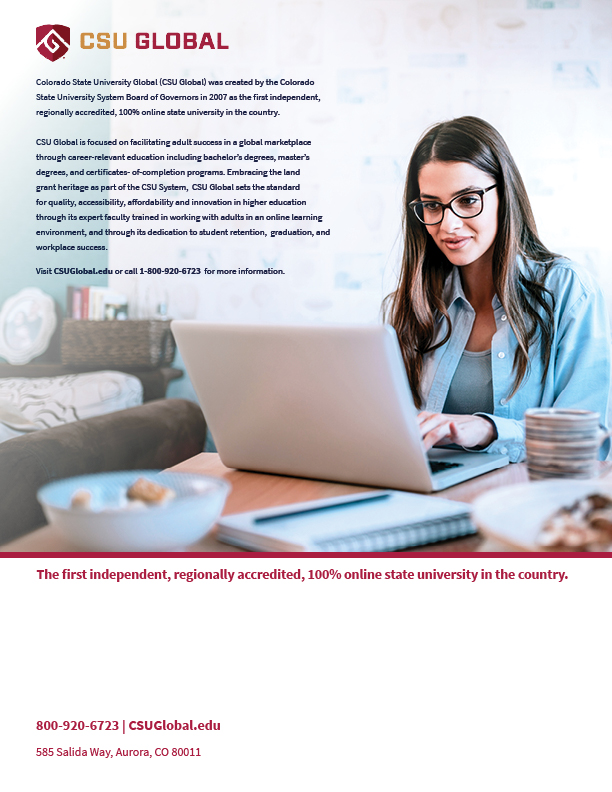 CSU GLOBAL
Colorado State University Global (CSU Global) was created by the Colorado
State University System Board of Governors in 2007 as the first independent,
regionally accredited, 100% online state university in the country.
CSU Global is focused on facilitating adult success in a global marketplace
through career-relevant education including bachelor's degrees, master's
degrees, and certificates- of-completion programs. Embracing the land
grant heritage as part of the CSU System, CSU Global sets the standard
for quality, accessibility, affordability and innovation in higher education
through its expert faculty trained in working with adults in an online learning
environment, and through its dedication to student retention, graduation, and
workplace success.
Visit CSUGlobal.edu or call 1-800-920-6723 for more information.
The first independent, regionally accredited, 100% online state university in the country.
800-920-6723 | CSUGlobal.edu
585 Salida Way, Aurora, CO 80011